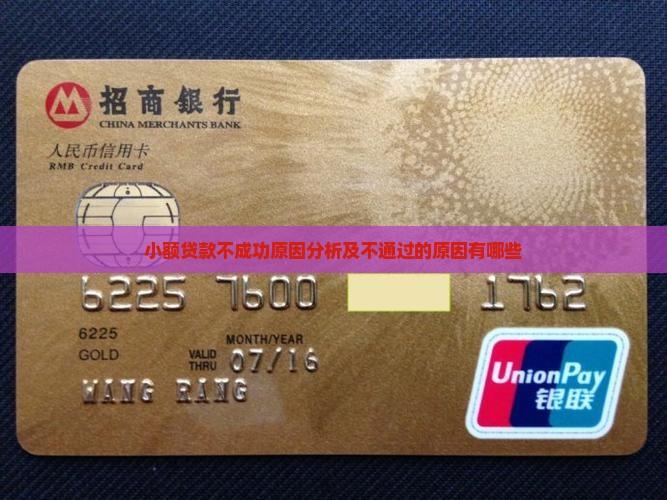 招商银行
CHINA MERCHANTS BANK
人民币信用卡
RMB Credit Card
小额贷款不成功原因分析及不通过的原因有哪些
6225 7600 1762
6225
MONTH/YEAR
GOLD VALID THRU 07/16
WANG RANG
UnionPay
银联